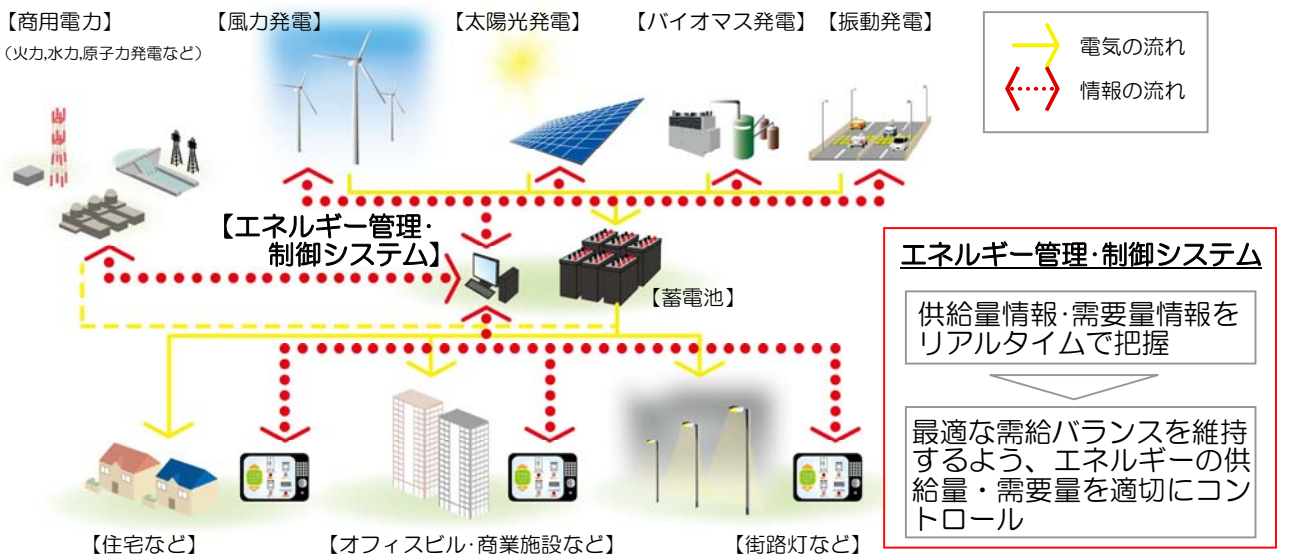 【商用電力】
(火力,水力,原子力発電など)
【風力発電】
【太陽光発電】
【バイオマス発電】
【振動発電】
電気の流れ
情報の流れ
【エネルギー管理・
制御システム】
【蓄電池】
エネルギー管理・制御システム
供給量情報・需要量情報を
リアルタイムで把握
最適な需給バランスを維持
するよう、エネルギーの供
給量・需要量を適切にコン
トロール
【住宅など】
【オフィスビル・商業施設など】
【街路灯など】